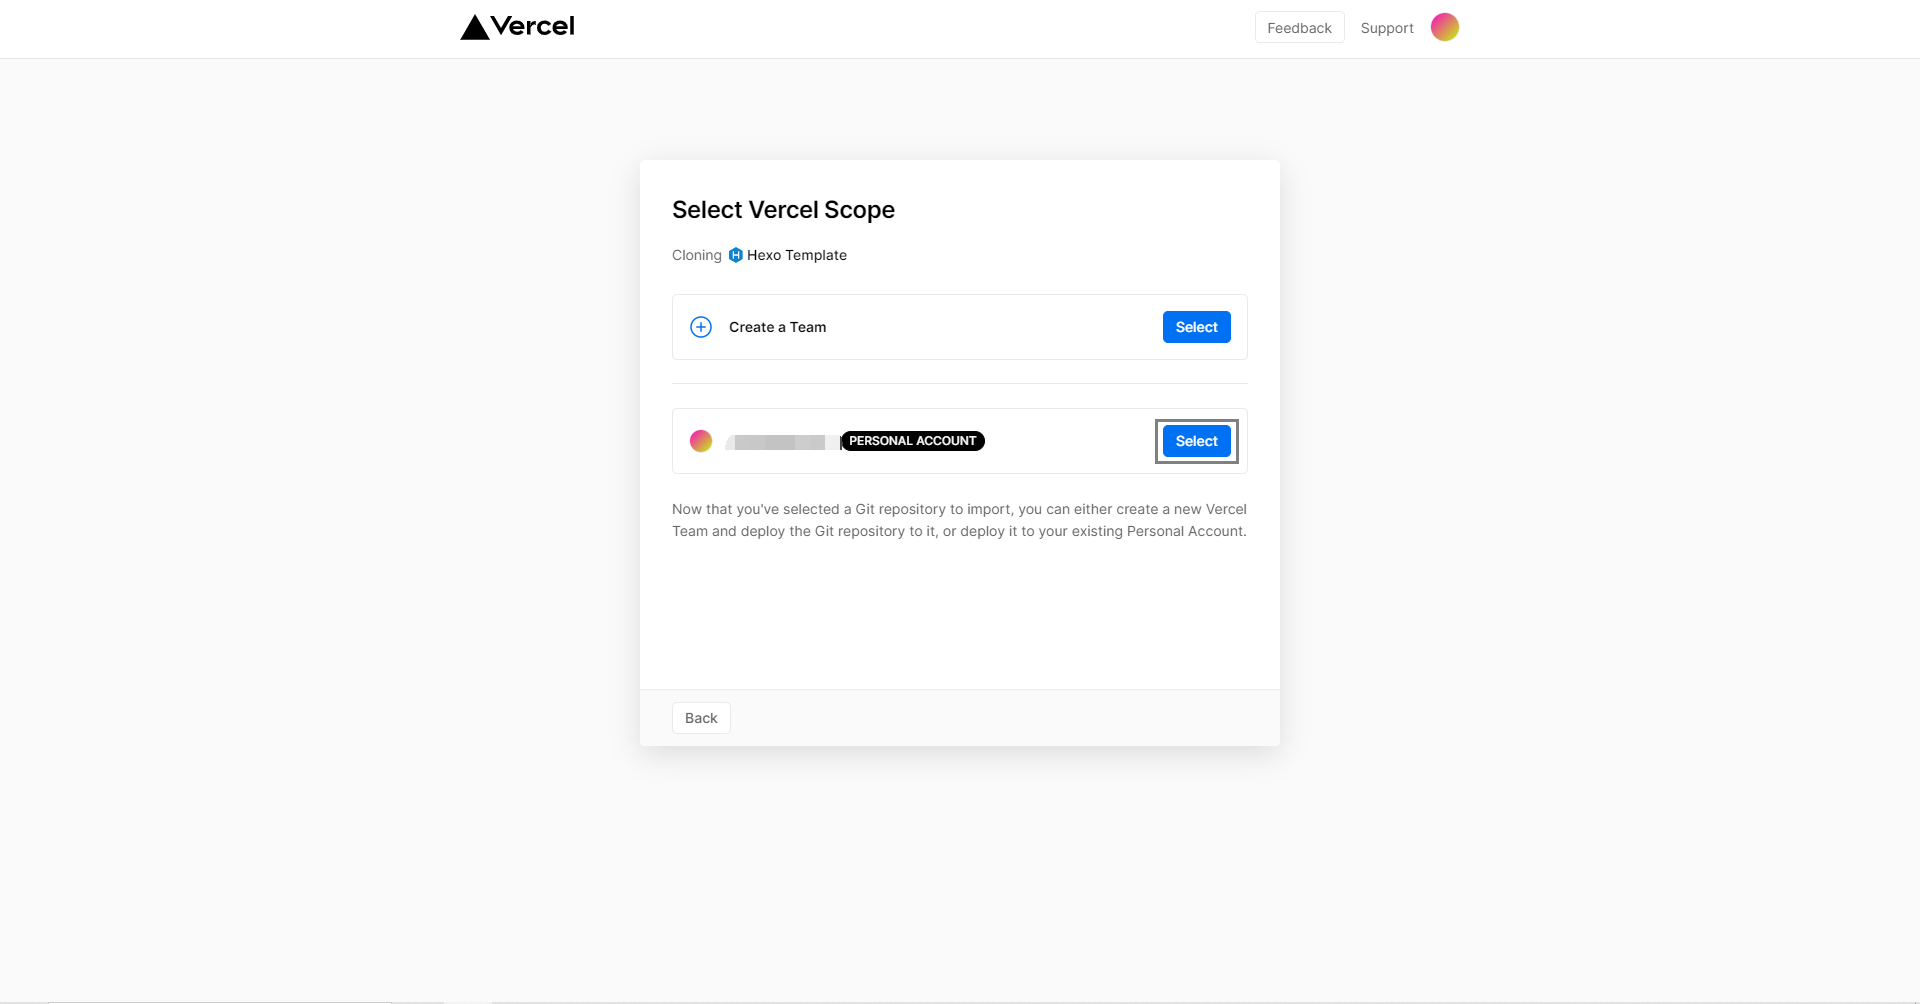 Vercel
Feedback
Support
Select Vercel Scope
Cloning Hexo Template
Create a Team
Select
PERSONAL ACCOUNT
Select
Now that you've selected a Git repository to import, you can either create a new Vercel
Team and deploy the Git repository to it, or deploy it to your existing Personal Account.
Back